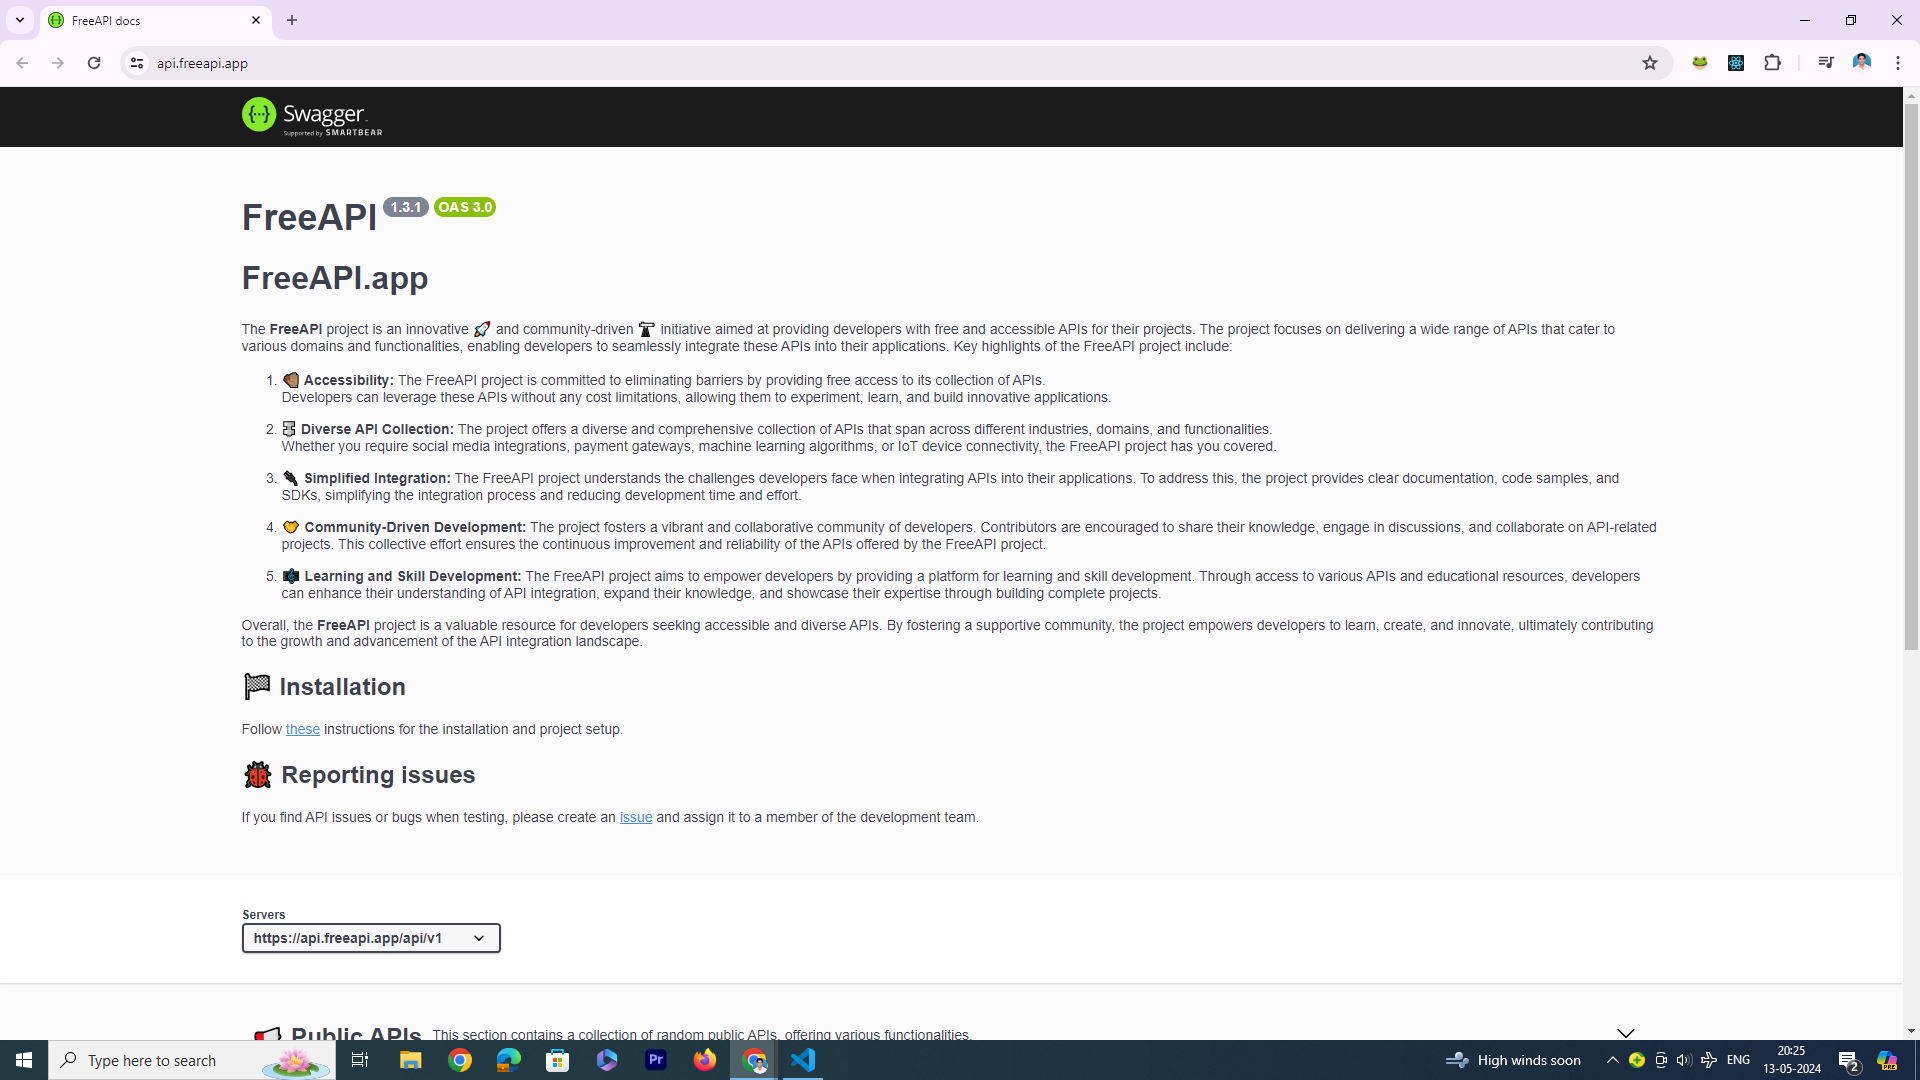 FreeAPI docs
api.freeapi.app
Swagger
Supported by SMARTBEAR
FreeAPI 1.3.1 OAS 3.0
FreeAPI.app
The FreeAPI project is an innovative 🚀 and community-driven initiative aimed at providing developers with free and accessible APIs for their projects. The project focuses on delivering a wide range of APIs that cater to
various domains and functionalities, enabling developers to seamlessly integrate these APIs into their applications. Key highlights of the FreeAPI project include:
1. Accessibility: The FreeAPI project is committed to eliminating barriers by providing free access to its collection of APIs.
Developers can leverage these APIs without any cost limitations, allowing them to experiment, learn, and build innovative applications.
2. Diverse API Collection: The project offers a diverse and comprehensive collection of APIs that span across different industries, domains, and functionalities.
Whether you require social media integrations, payment gateways, machine learning algorithms, or IoT device connectivity, the FreeAPI project has you covered.
3. Simplified Integration: The FreeAPI project understands the challenges developers face when integrating APIs into their applications. To address this, the project provides clear documentation, code samples, and
SDKs, simplifying the integration process and reducing development time and effort.
4. Community-Driven Development: The project fosters a vibrant and collaborative community of developers. Contributors are encouraged to share their knowledge, engage in discussions, and collaborate on API-related
projects. This collective effort ensures the continuous improvement and reliability of the APIs offered by the FreeAPI project.
5. Learning and Skill Development: The FreeAPI project aims to empower developers by providing a platform for learning and skill development. Through access to various APIs and educational resources, developers
can enhance their understanding of API integration, expand their knowledge, and showcase their expertise through building complete projects.
Overall, the FreeAPI project is a valuable resource for developers seeking accessible and diverse APIs. By fostering a supportive community, the project empowers developers to learn, create, and innovate, ultimately contributing
to the growth and advancement of the API integration landscape.
Installation
Follow these instructions for the installation and project setup.
Reporting issues
If you find API issues or bugs when testing, please create an issue and assign it to a member of the development team.
Servers
https://api.freeapi.app/api/v1
Public APIs This section contains a collection of random public APIs, offering various functionalities.
Type here to search
Pr
High winds soon
ENG
20:25
13-05-2024
2
PRE